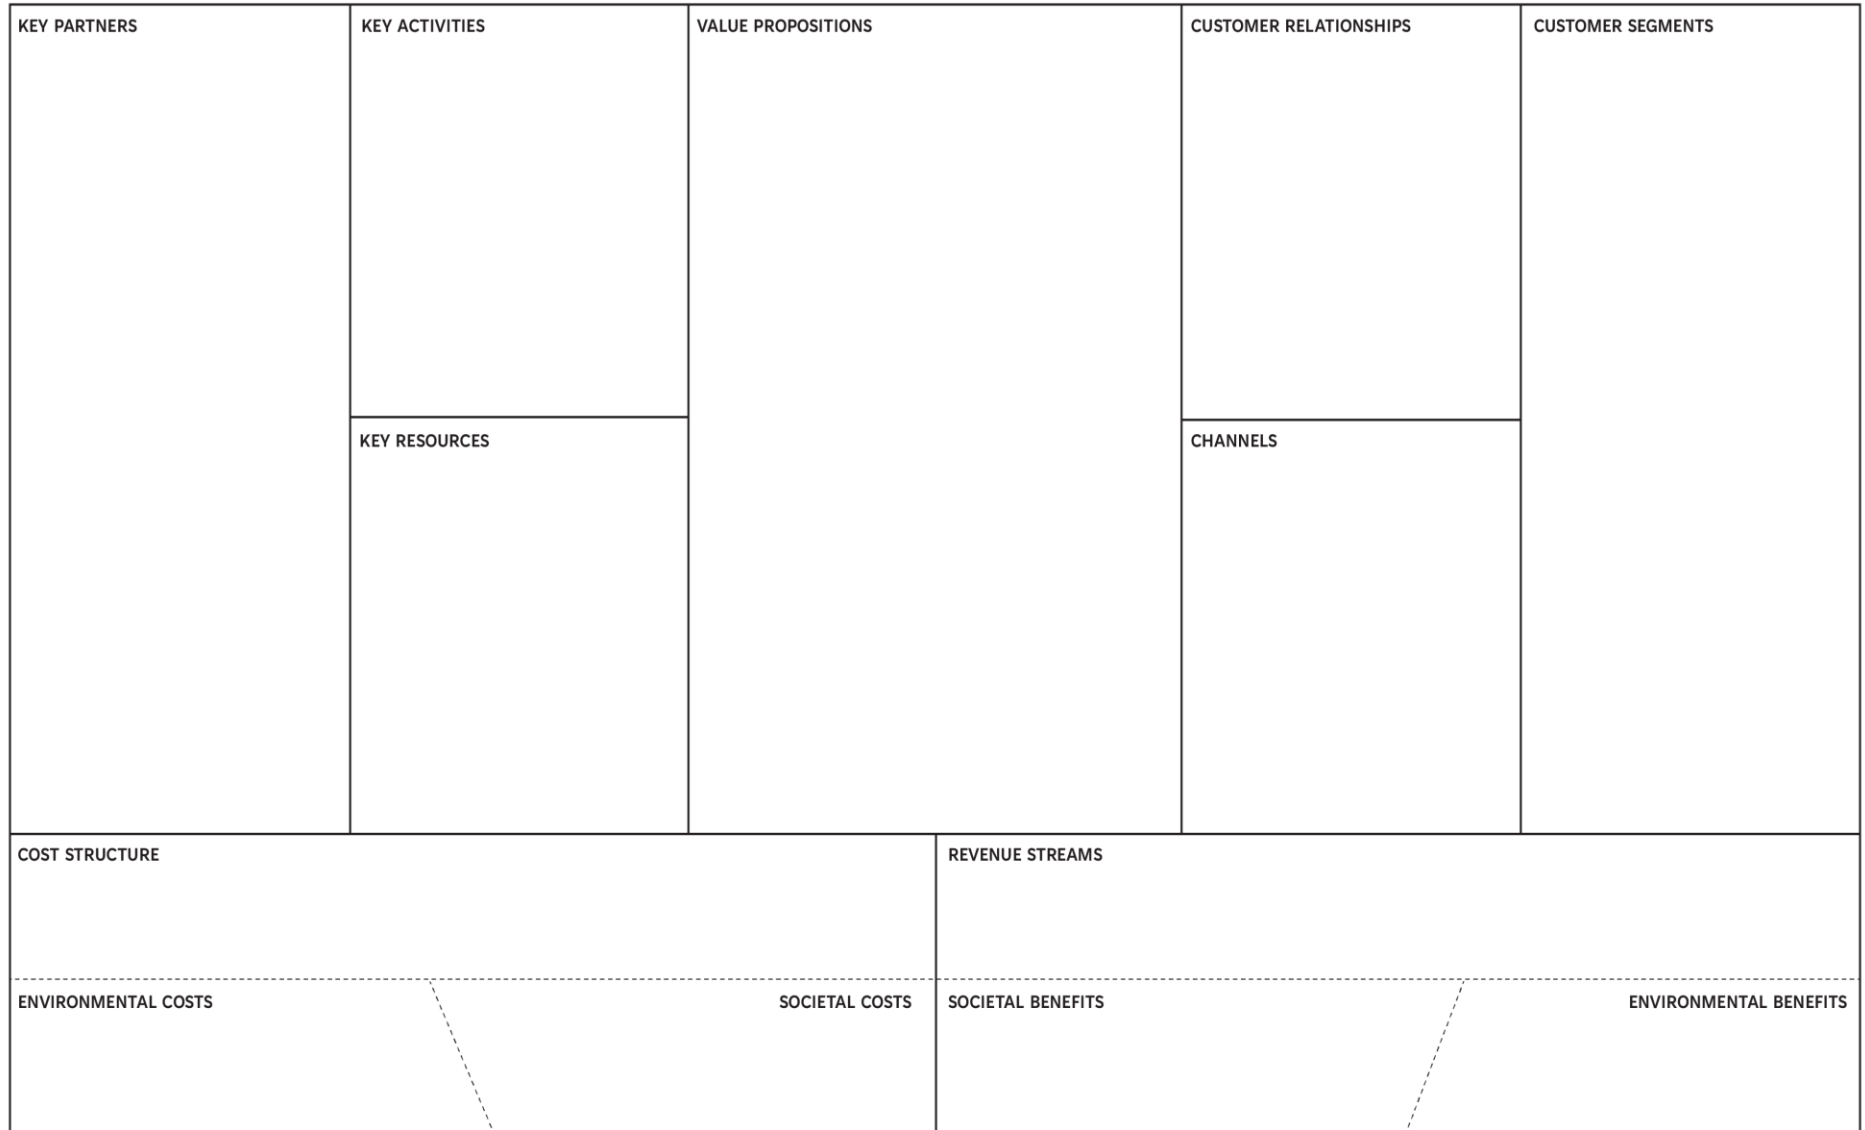 KEY PARTNERS
KEY ACTIVITIES
VALUE PROPOSITIONS
CUSTOMER RELATIONSHIPS
CUSTOMER SEGMENTS
KEY RESOURCES
CHANNELS
COST STRUCTURE
REVENUE STREAMS
ENVIRONMENTAL COSTS
SOCIETAL COSTS
SOCIETAL BENEFITS
ENVIRONMENTAL BENEFITS